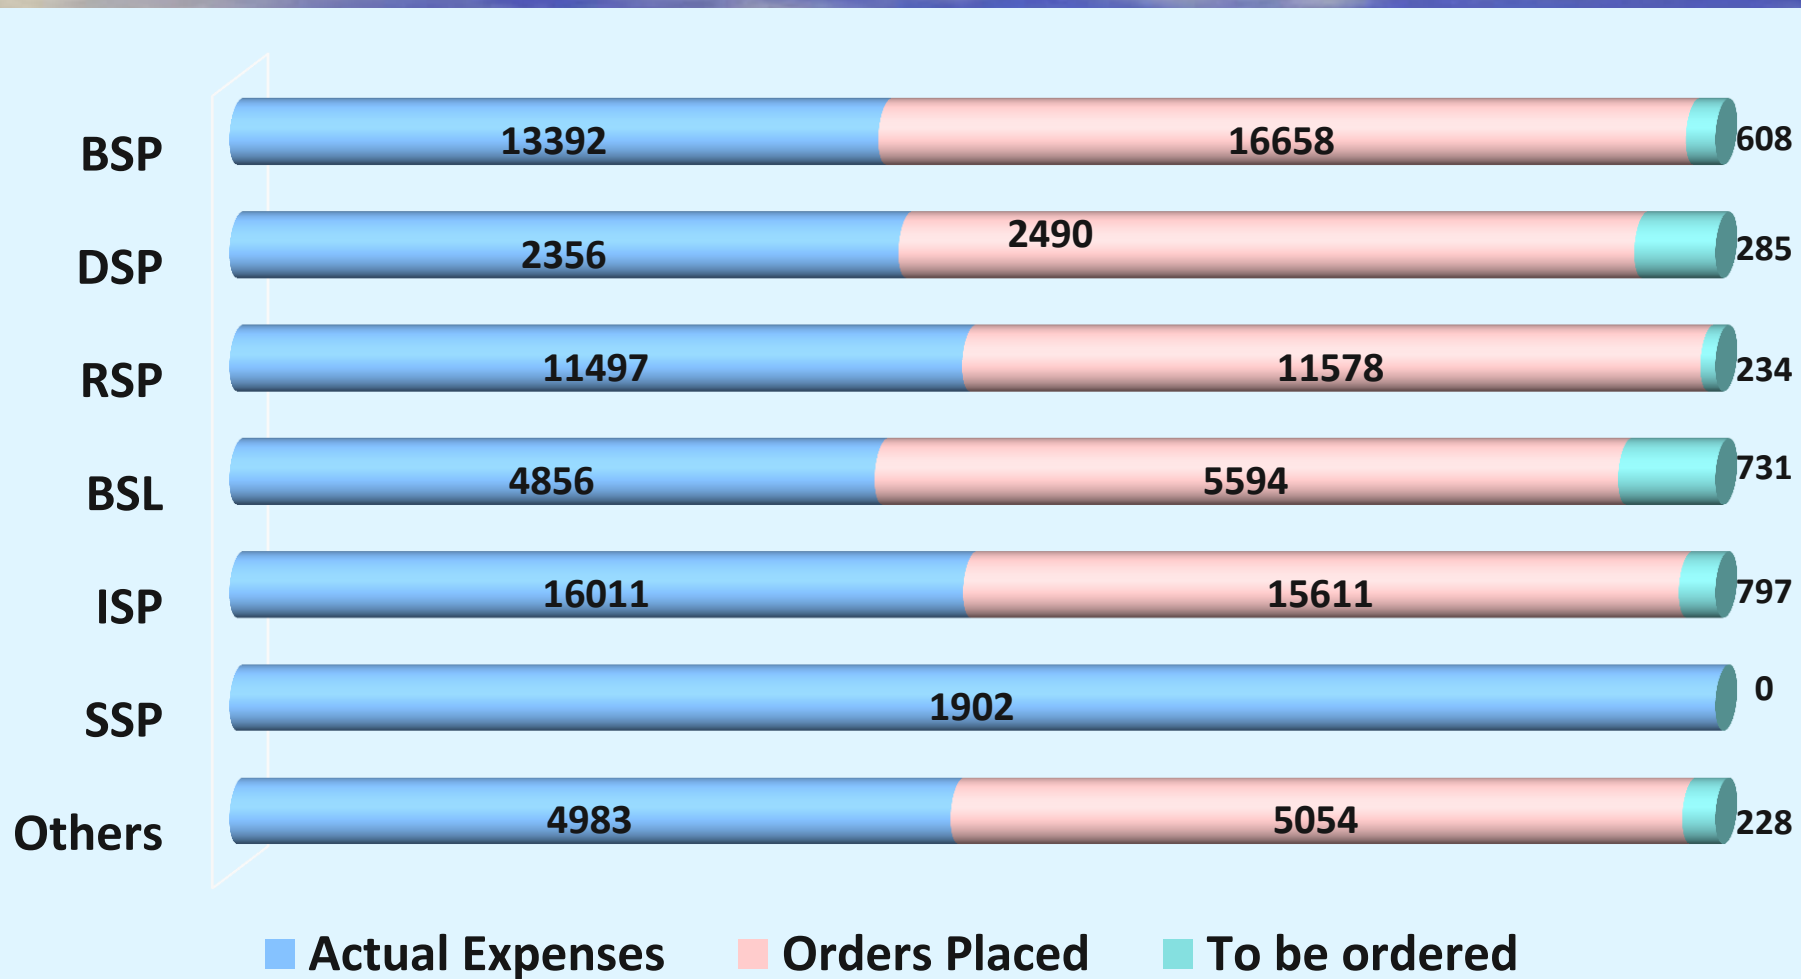 BSP 13392 16658 608
DSP 2356 2490 285
RSP 11497 11578 234
BSL 4856 5594 731
ISP 16011 15611 797
SSP 1902 0
Others 4983 5054 228
Actual Expenses Orders Placed To be ordered